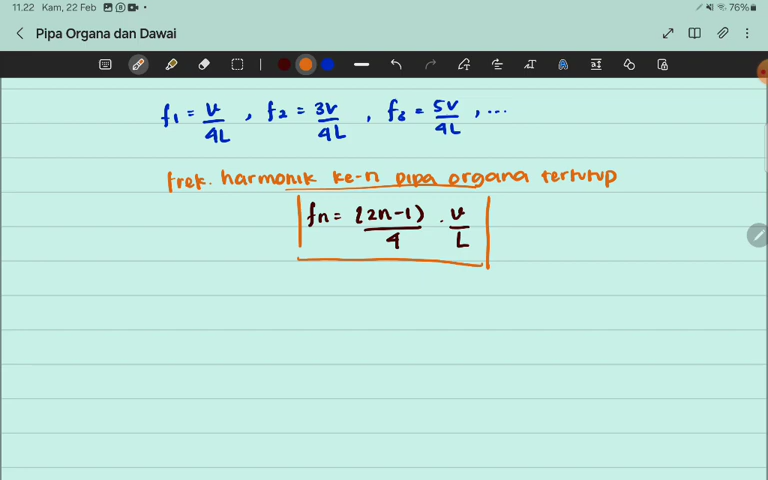 11.22 Kam, 22 Feb 76%
Pipa Organa dan Dawai
f1 = v/4L , f2 = 3v/4L , f3 = 5v/4L , ...
frek. harmonik ke-n pipa organa tertutup
fn = (2n-1)/4 . v/L